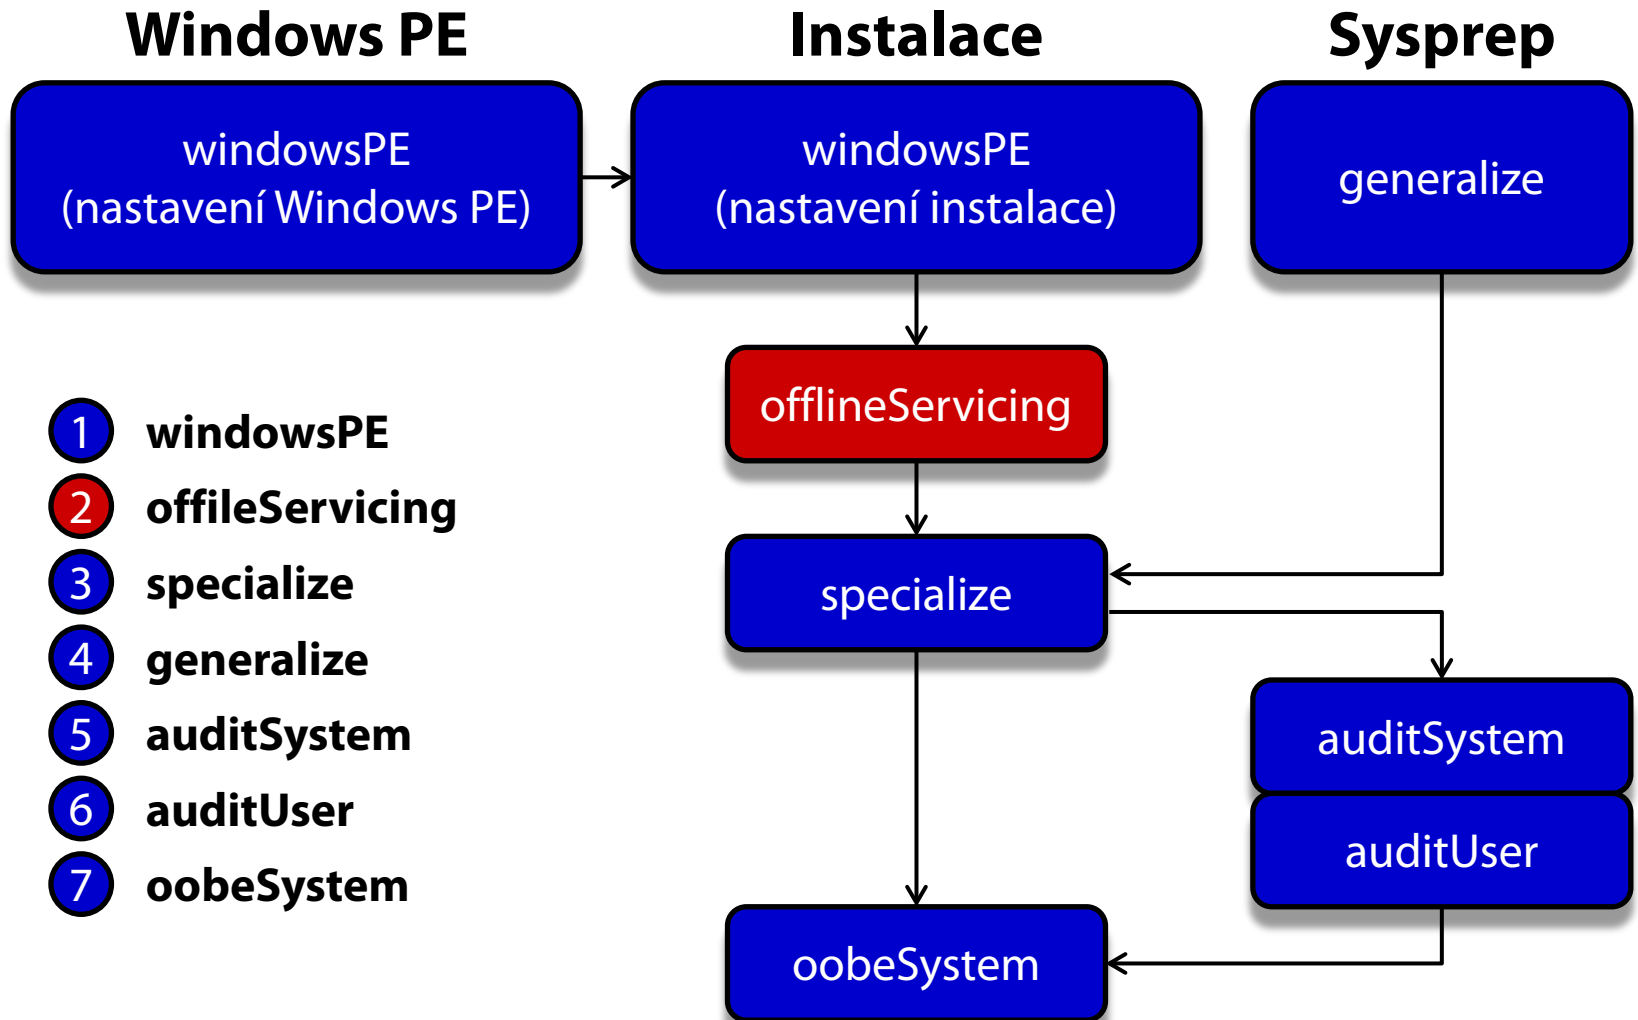 Windows PE
Instalace
Sysprep
windowsPE
(nastavení Windows PE)
windowsPE
(nastavení instalace)
generalize
offlineServicing
specialize
auditSystem
auditUser
oobeSystem
1 windowsPE
2 offileServicing
3 specialize
4 generalize
5 auditSystem
6 auditUser
7 oobeSystem